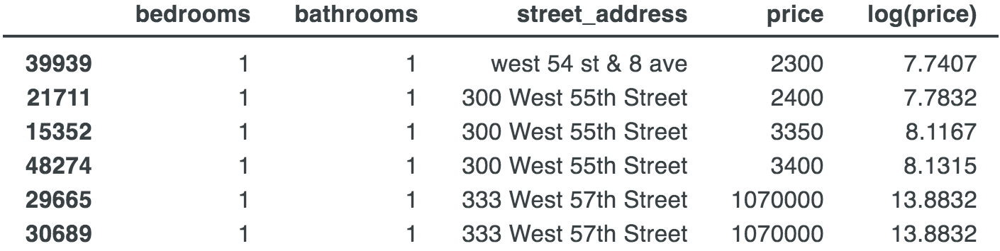 bedrooms bathrooms street_address price log(price)
39939 1 1 west 54 st & 8 ave 2300 7.7407
21711 1 1 300 West 55th Street 2400 7.7832
15352 1 1 300 West 55th Street 3350 8.1167
48274 1 1 300 West 55th Street 3400 8.1315
29665 1 1 333 West 57th Street 1070000 13.8832
30689 1 1 333 West 57th Street 1070000 13.8832